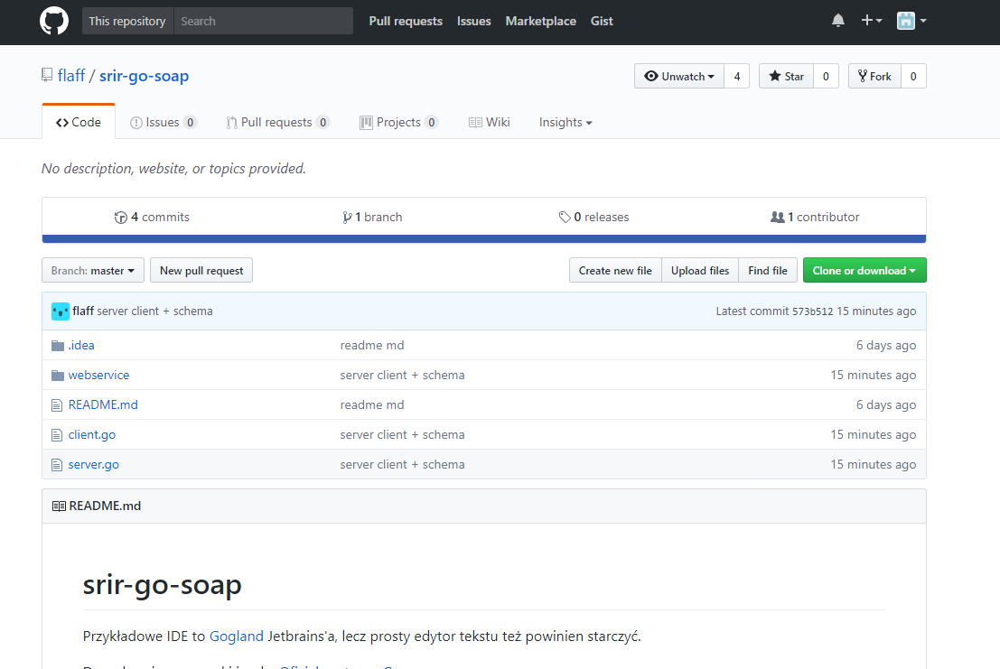 This repository Search Pull requests Issues Marketplace Gist
flaff / srir-go-soap Unwatch 4 Star 0 Fork 0
Code Issues 0 Pull requests 0 Projects 0 Wiki Insights
No description, website, or topics provided.
4 commits 1 branch 0 releases 1 contributor
Branch: master New pull request Create new file Upload files Find file Clone or download
flaff server client + schema Latest commit 573b512 15 minutes ago
.idea readme md 6 days ago
webservice server client + schema 15 minutes ago
README.md readme md 6 days ago
client.go server client + schema 15 minutes ago
server.go server client + schema 15 minutes ago
README.md
srir-go-soap
Przykładowe IDE to Gogland Jetbrains'a, lecz prosty edytor tekstu też powinien starczyć.